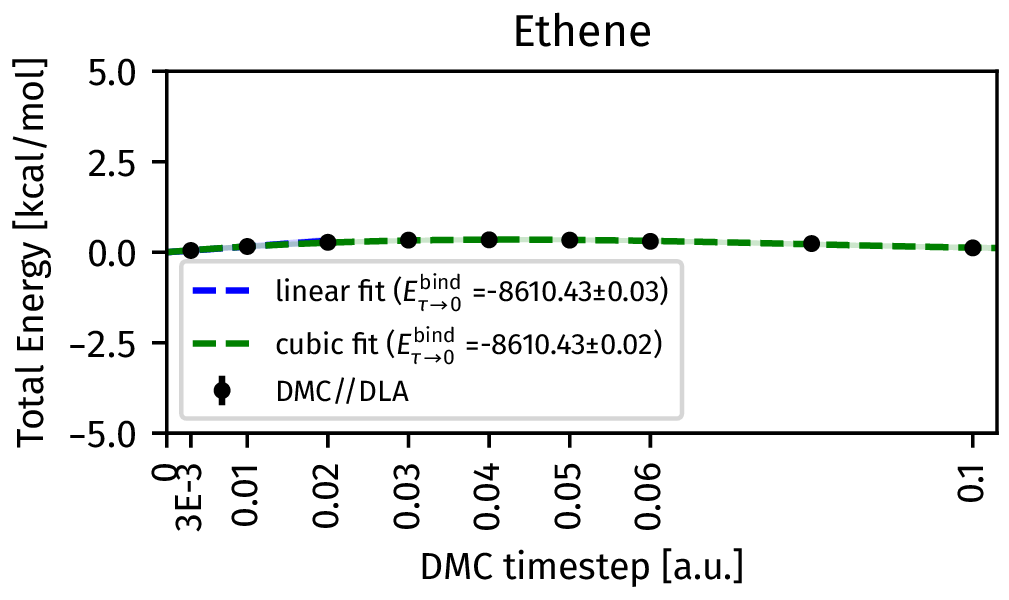 Ethene
Total Energy [kcal/mol]
5.0
2.5
0.0
−2.5
−5.0
linear fit (E^bind_τ→0 =-8610.43±0.03)
cubic fit (E^bind_τ→0 =-8610.43±0.02)
DMC//DLA
0
3E-3
0.01
0.02
0.03
0.04
0.05
0.06
0.1
DMC timestep [a.u.]